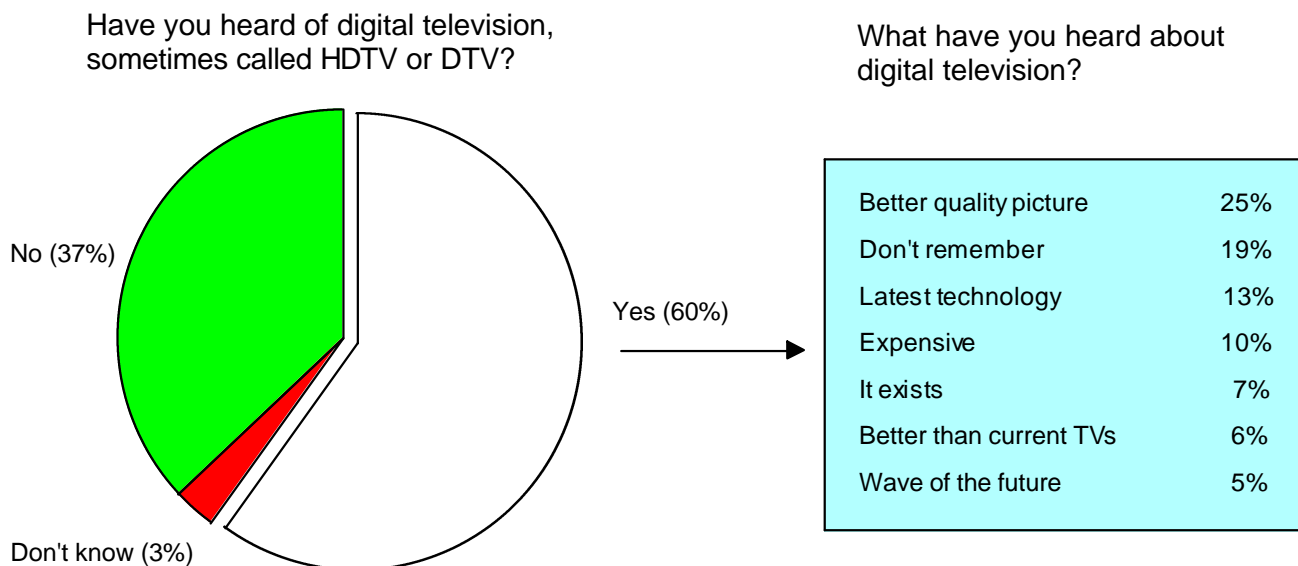 Have you heard of digital television,
sometimes called HDTV or DTV?
No (37%)
Don't know (3%)
Yes (60%)
What have you heard about
digital television?
Better quality picture 25%
Don't remember 19%
Latest technology 13%
Expensive 10%
It exists 7%
Better than current TVs 6%
Wave of the future 5%